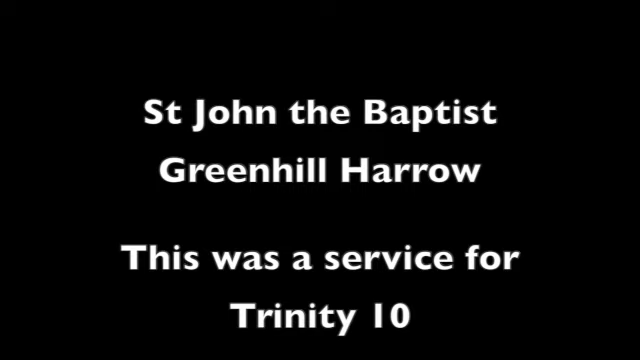 St John the Baptist
Greenhill Harrow
This was a service for
Trinity 10